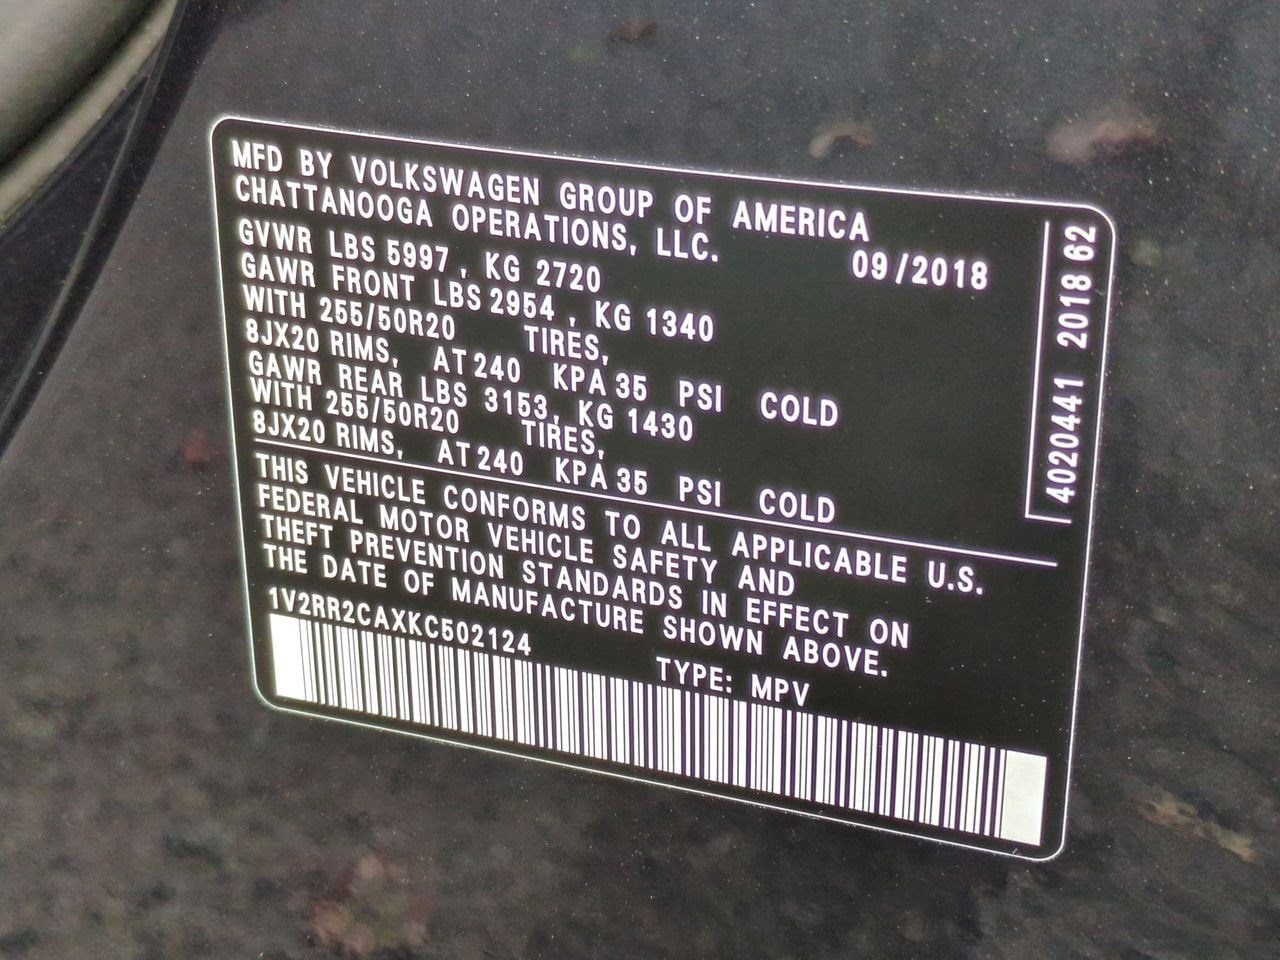 MFD BY VOLKSWAGEN GROUP OF AMERICA
CHATTANOOGA OPERATIONS, LLC. 09/2018
GVWR LBS 5997, KG 2720
GAWR FRONT LBS 2954, KG 1340
WITH 255/50R20 TIRES,
8JX20 RIMS, AT 240 KPA 35 PSI COLD
GAWR REAR LBS 3153, KG 1430
WITH 255/50R20 TIRES,
8JX20 RIMS, AT 240 KPA 35 PSI COLD
THIS VEHICLE CONFORMS TO ALL APPLICABLE U.S.
FEDERAL MOTOR VEHICLE SAFETY AND
THEFT PREVENTION STANDARDS IN EFFECT ON
THE DATE OF MANUFACTURE SHOWN ABOVE.
1V2RR2CAXKC502124 TYPE: MPV
4020441 2018 62